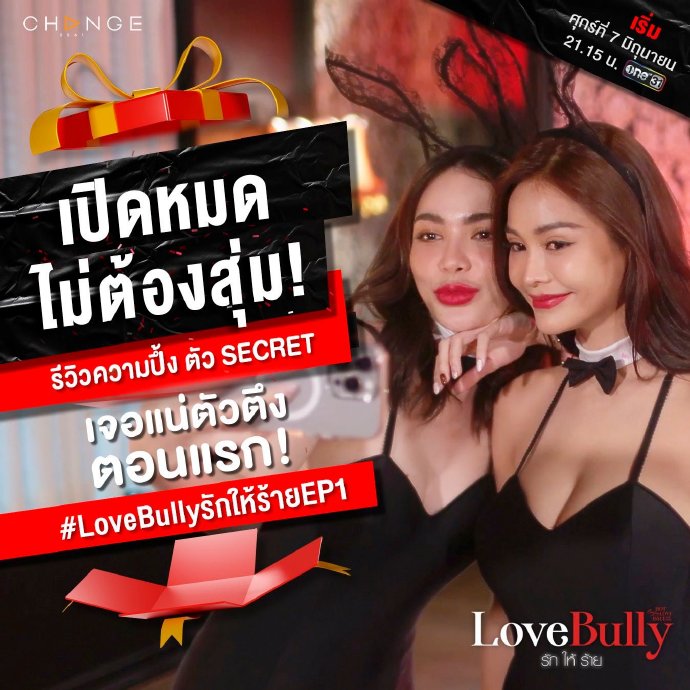 CHANGE
2561
เริ่ม
ศุกร์ที่ 7 มิถุนายน
21.15 น. one 31
เปิดหมด
ไม่ต้องสุ่ม!
รีวิวความปึ้ง ตัว SECRET
เจอแน่ตัวตึง
ตอนแรก!
#LoveBullyรักให้ร้ายEP1
LoveBully
รัก ให้ ร้าย